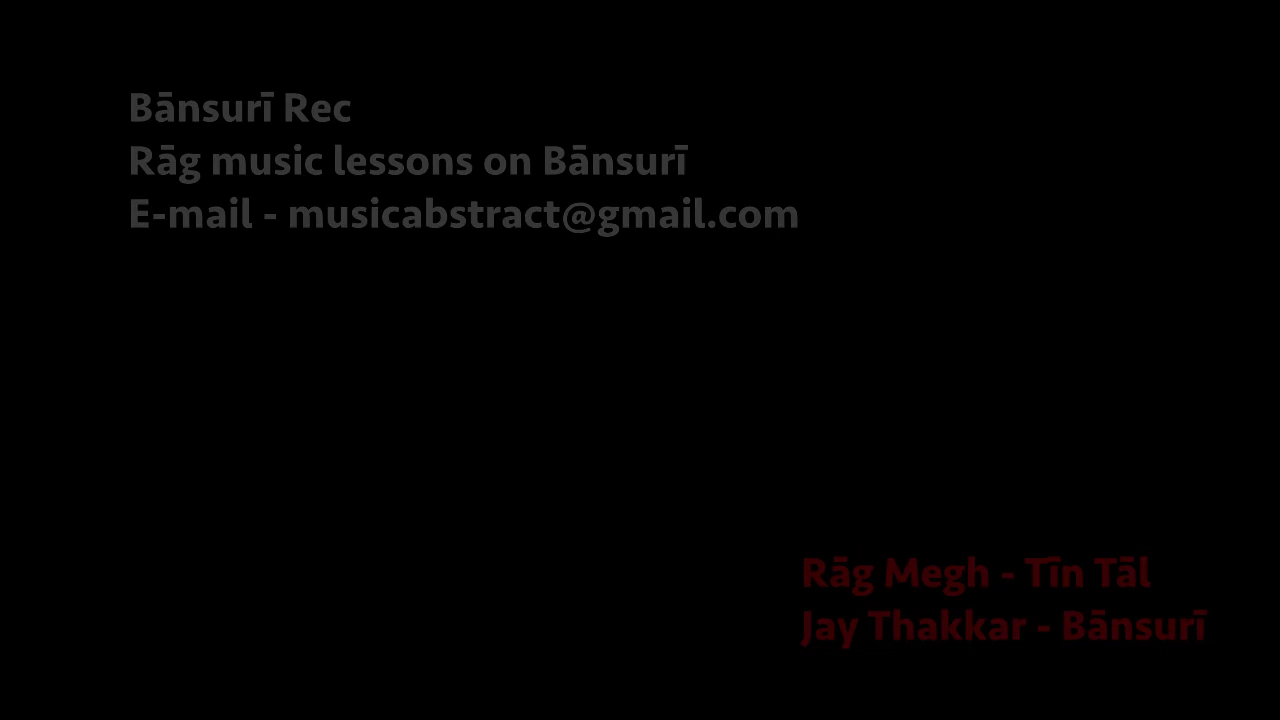 Bānsurī Rec
Rāg music lessons on Bānsurī
E-mail - musicabstract@gmail.com
Rāg Megh - Tīn Tāl
Jay Thakkar - Bānsurī